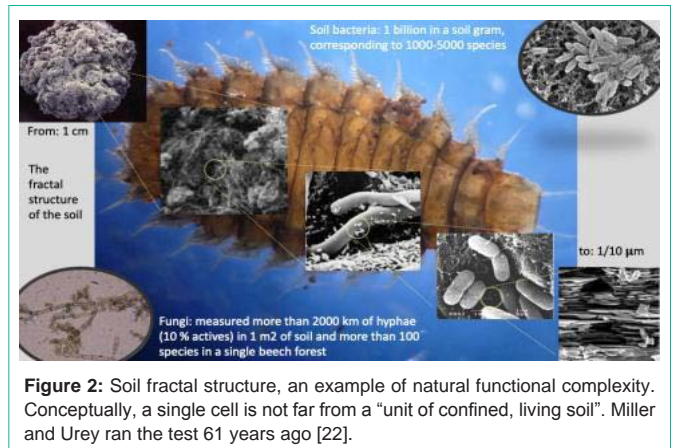 Soil bacteria: 1 billion in a soil gram,
corresponding to 1000-5000 species
From: 1 cm
The
fractal
structure
of the soil
to: 1/10 µm
Fungi: measured more than 2000 km of hyphae
(10 % actives) in 1 m2 of soil and more than 100
species in a single beech forest
Figure 2: Soil fractal structure, an example of natural functional complexity.
Conceptually, a single cell is not far from a “unit of confined, living soil”. Miller
and Urey ran the test 61 years ago [22].